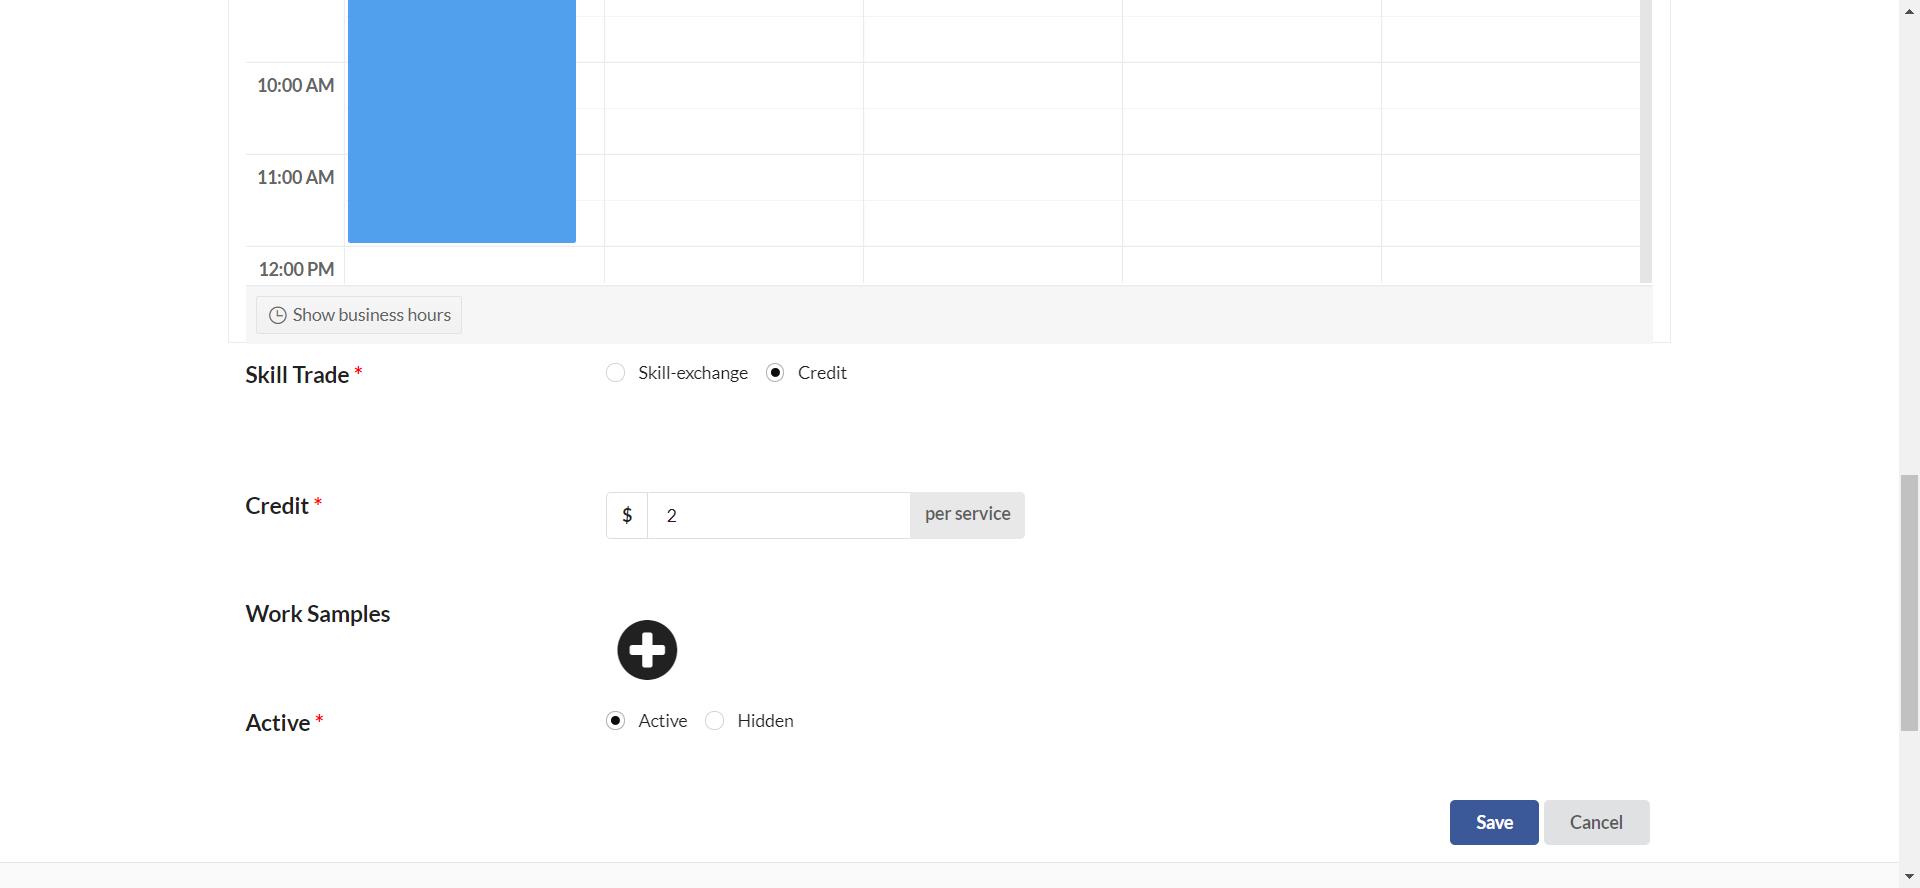 10:00 AM
11:00 AM
12:00 PM
Show business hours
Skill Trade *
Skill-exchange
Credit
Credit *
$
2
per service
Work Samples
Active *
Active
Hidden
Save
Cancel